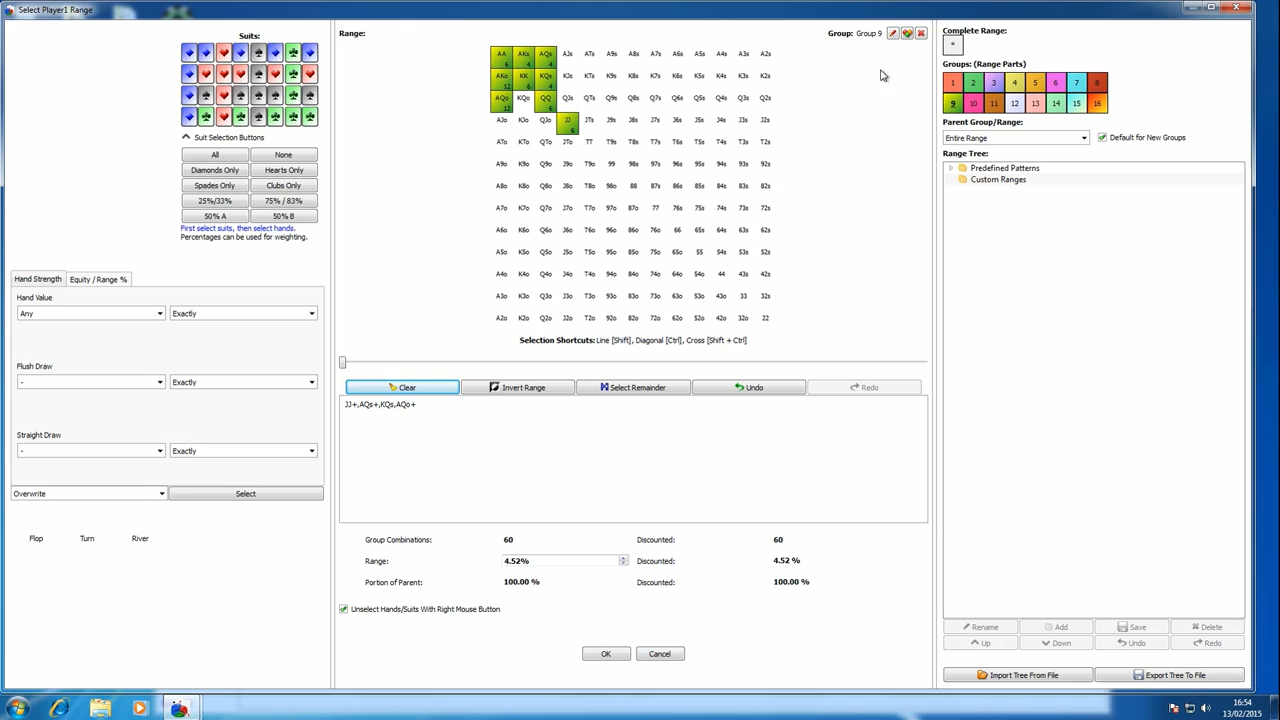 Select Player1 Range
Suits:
Suit Selection Buttons
All None
Diamonds Only Hearts Only
Spades Only Clubs Only
25%/33% 75% / 83%
50% A 50% B
First select suits, then select hands.
Percentages can be used for weighting.
Hand Strength Equity / Range %
Hand Value
Any Exactly
Flush Draw
- Exactly
Straight Draw
- Exactly
Overwrite Select
Flop Turn River
Range: Group: Group 9
AA AKs AQs AJs ATs A9s A8s A7s A6s A5s A4s A3s A2s
6 4 4
AKo KK KQs KJs KTs K9s K8s K7s K6s K5s K4s K3s K2s
12 6 4
AQo KQo QQ QJs QTs Q9s Q8s Q7s Q6s Q5s Q4s Q3s Q2s
12 6
AJo KJo QJo JJ JTs J9s J8s J7s J6s J5s J4s J3s J2s
6
ATo KTo QTo JTo TT T9s T8s T7s T6s T5s T4s T3s T2s
A9o K9o Q9o J9o T9o 99 98s 97s 96s 95s 94s 93s 92s
A8o K8o Q8o J8o T8o 98o 88 87s 86s 85s 84s 83s 82s
A7o K7o Q7o J7o T7o 97o 87o 77 76s 75s 74s 73s 72s
A6o K6o Q6o J6o T6o 96o 86o 76o 66 65s 64s 63s 62s
A5o K5o Q5o J5o T5o 95o 85o 75o 65o 55 54s 53s 52s
A4o K4o Q4o J4o T4o 94o 84o 74o 64o 54o 44 43s 42s
A3o K3o Q3o J3o T3o 93o 83o 73o 63o 53o 43o 33 32s
A2o K2o Q2o J2o T2o 92o 82o 72o 62o 52o 42o 32o 22
Selection Shortcuts: Line [Shift], Diagonal [Ctrl], Cross [Shift + Ctrl]
Clear Invert Range Select Remainder Undo Redo
JJ+,AQs+,KQs,AQo+
Group Combinations: 60 Discounted: 60
Range: 4.52% Discounted: 4.52 %
Portion of Parent: 100.00 % Discounted: 100.00 %
Unselect Hands/Suits With Right Mouse Button
OK Cancel
Complete Range:
*
Groups: (Range Parts)
1 2 3 4 5 6 7 8
9 10 11 12 13 14 15 16
Parent Group/Range:
Entire Range Default for New Groups
Range Tree:
Predefined Patterns
Custom Ranges
Rename Add Save Delete
Up Down Undo Redo
Import Tree From File Export Tree To File
16:54
13/02/2015